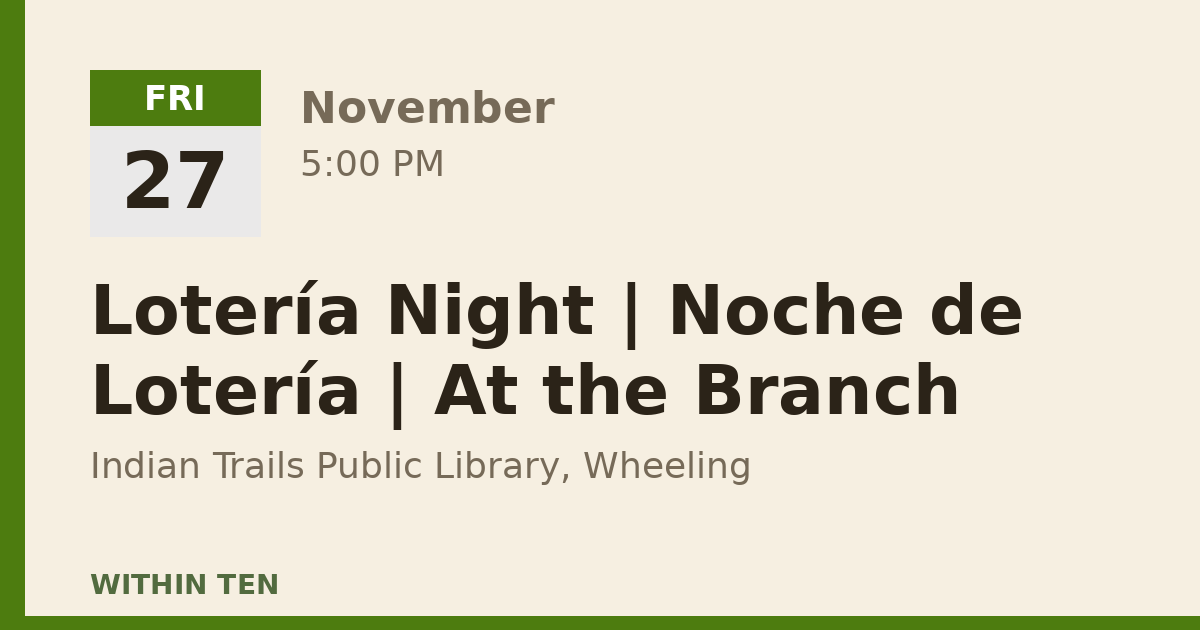 FRI
27
November
5:00 PM
Lotería Night | Noche de
Lotería | At the Branch
Indian Trails Public Library, Wheeling
WITHIN TEN